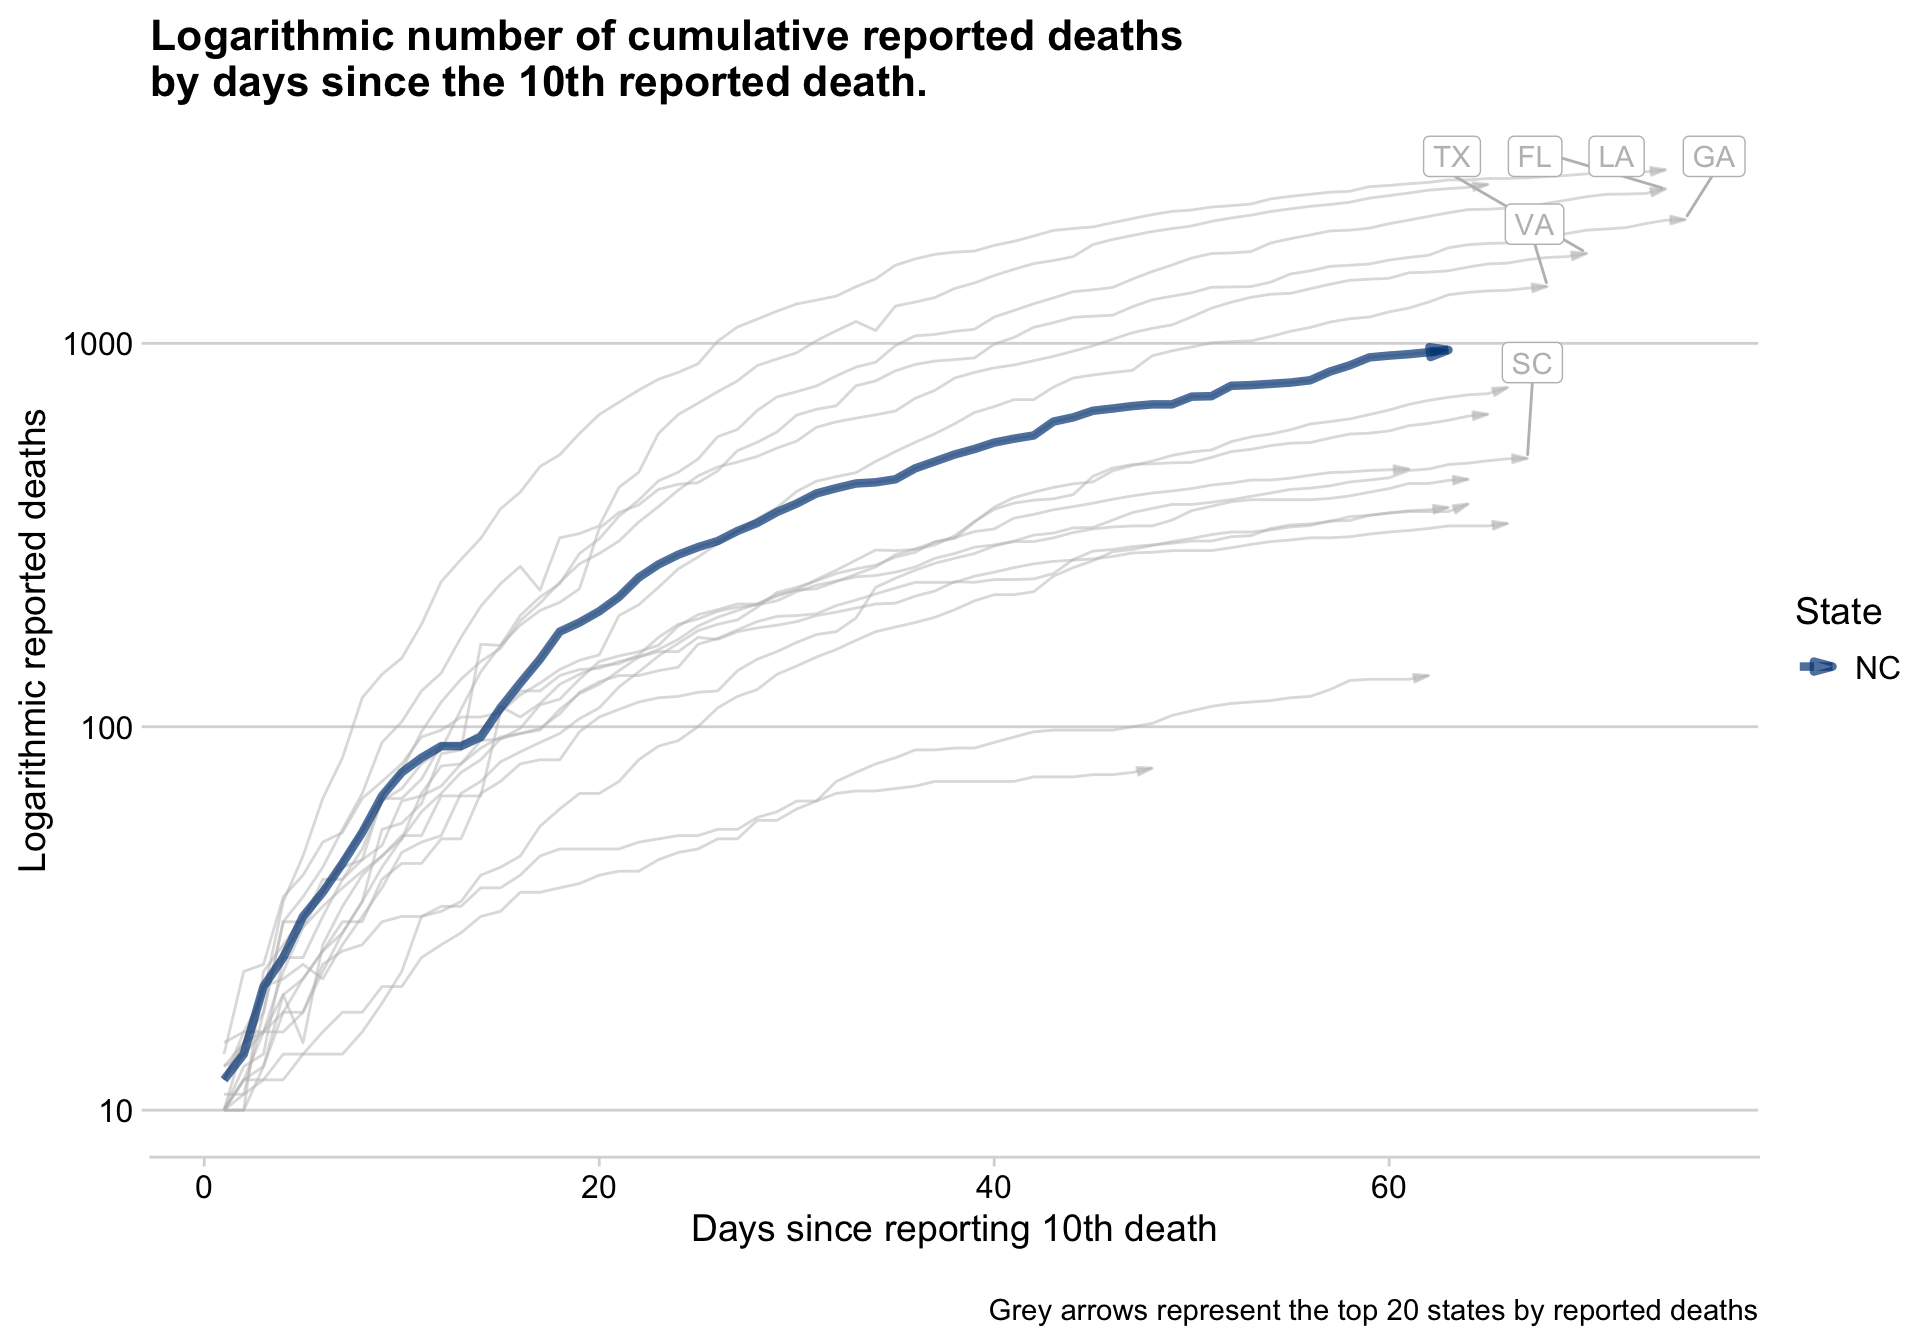 Logarithmic number of cumulative reported deaths
by days since the 10th reported death.
TX FL LA GA
VA
SC
1000
100
10
Logarithmic reported deaths
0 20 40 60
Days since reporting 10th death
State
NC
Grey arrows represent the top 20 states by reported deaths